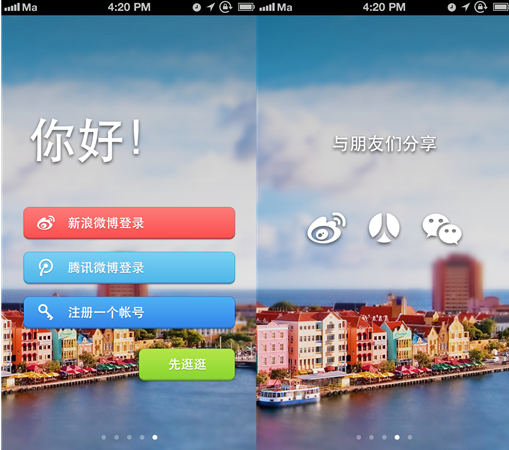 Ma 4:20 PM
你好！
新浪微博登录
腾讯微博登录
注册一个帐号
先逛逛
Ma 4:20 PM
与朋友们分享